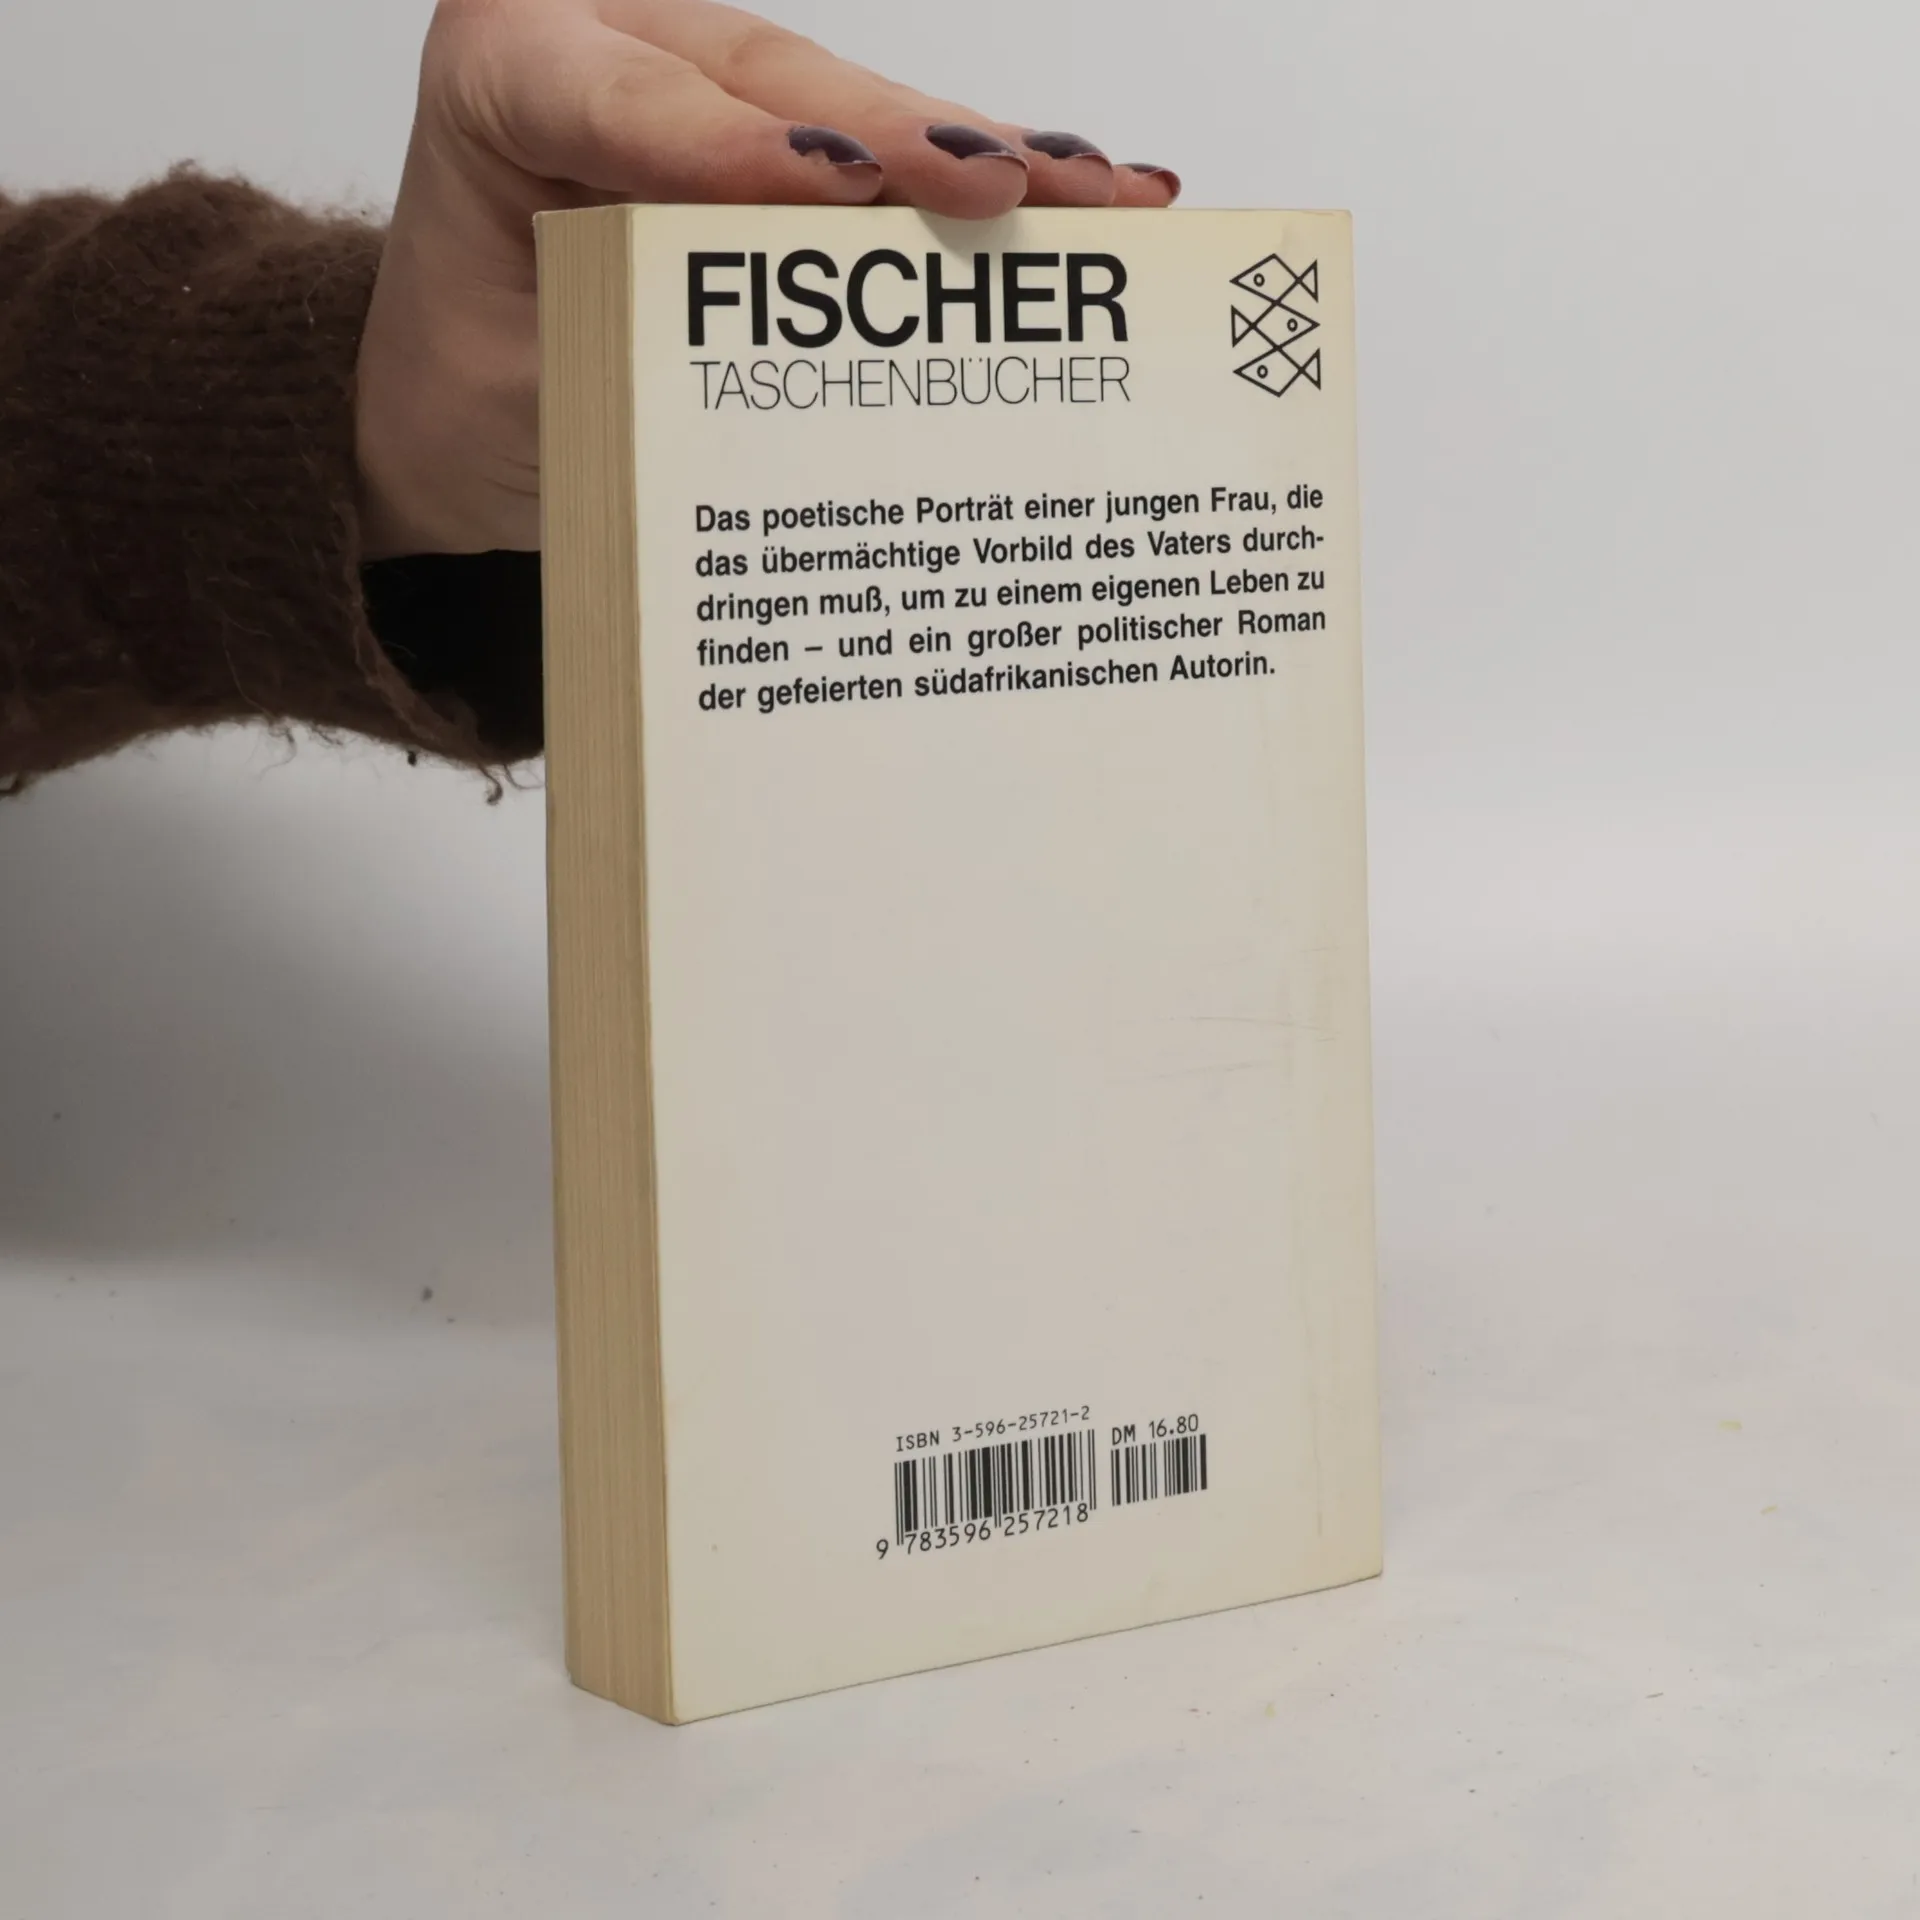 FISCHER
TASCHENBÜCHER
Das poetische Porträt einer jungen Frau, die
das übermächtige Vorbild des Vaters durch-
dringen muß, um zu einem eigenen Leben zu
finden – und ein großer politischer Roman
der gefeierten südafrikanischen Autorin.
ISBN 3-596-25721-2
DM 16.80
9 783596 257218